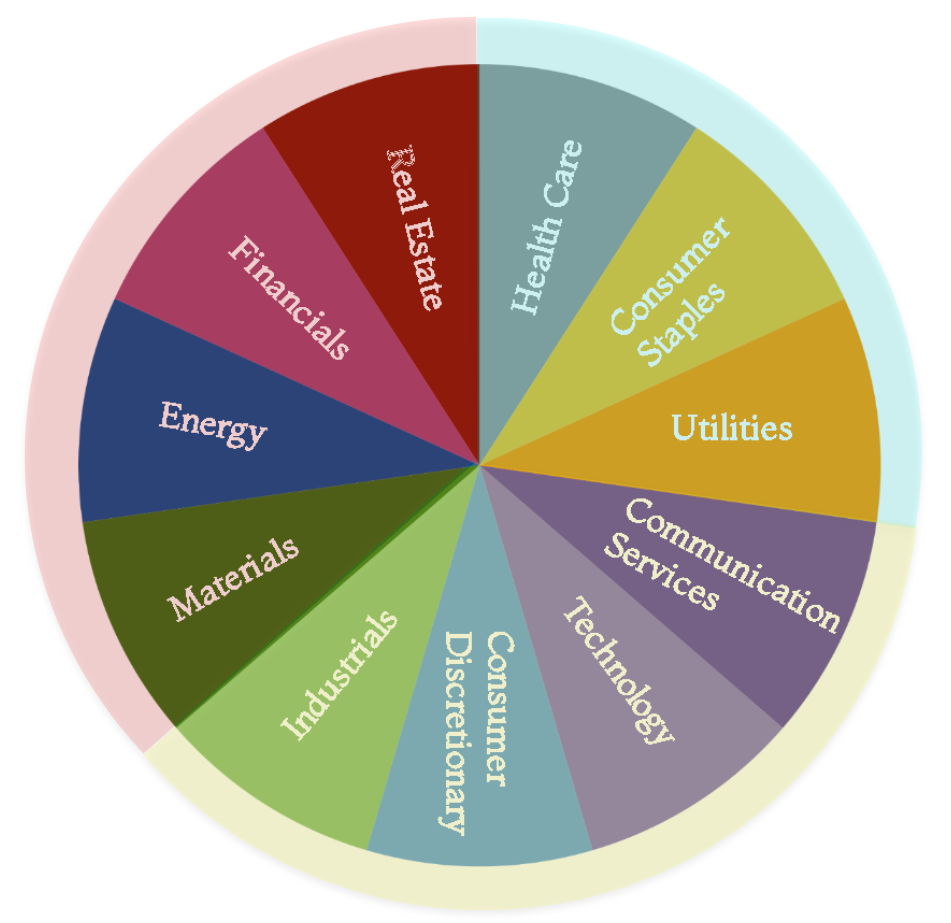 Health Care
Consumer
Staples
Utilities
Communication
Services
Technology
Consumer
Discretionary
Industrials
Materials
Energy
Financials
Real Estate